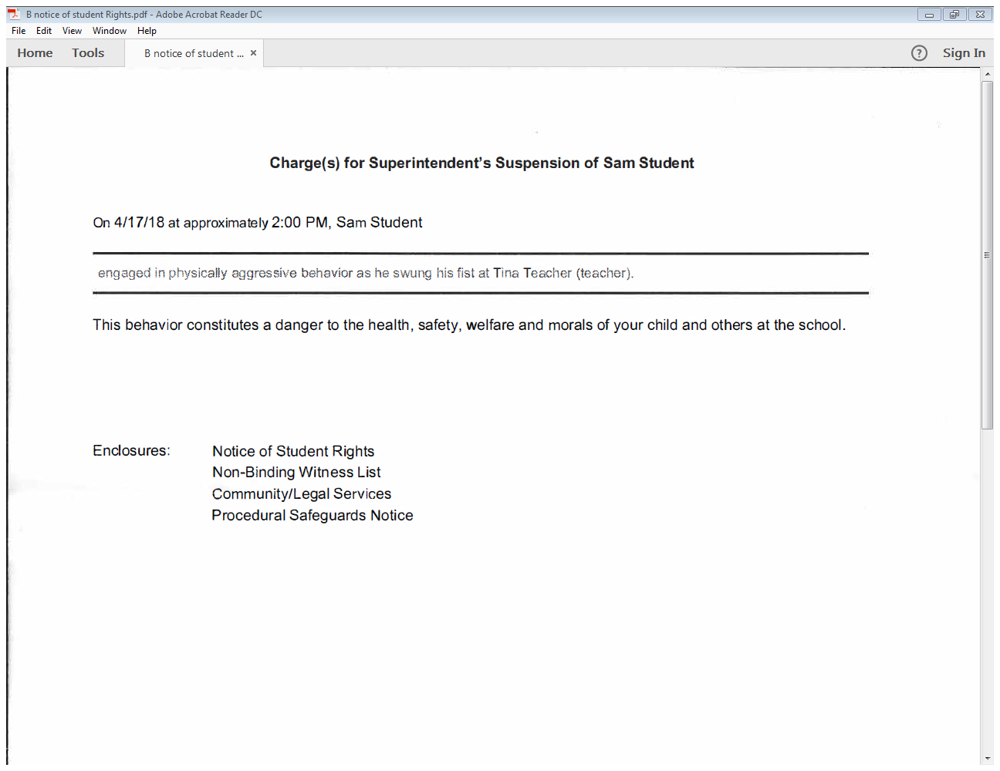 B notice of student Rights.pdf - Adobe Acrobat Reader DC
File Edit View Window Help
Home Tools B notice of student ... × ? Sign In
Charge(s) for Superintendent's Suspension of Sam Student
On 4/17/18 at approximately 2:00 PM, Sam Student
engaged in physically aggressive behavior as he swung his fist at Tina Teacher (teacher).
This behavior constitutes a danger to the health, safety, welfare and morals of your child and others at the school.
Enclosures: Notice of Student Rights
Non-Binding Witness List
Community/Legal Services
Procedural Safeguards Notice